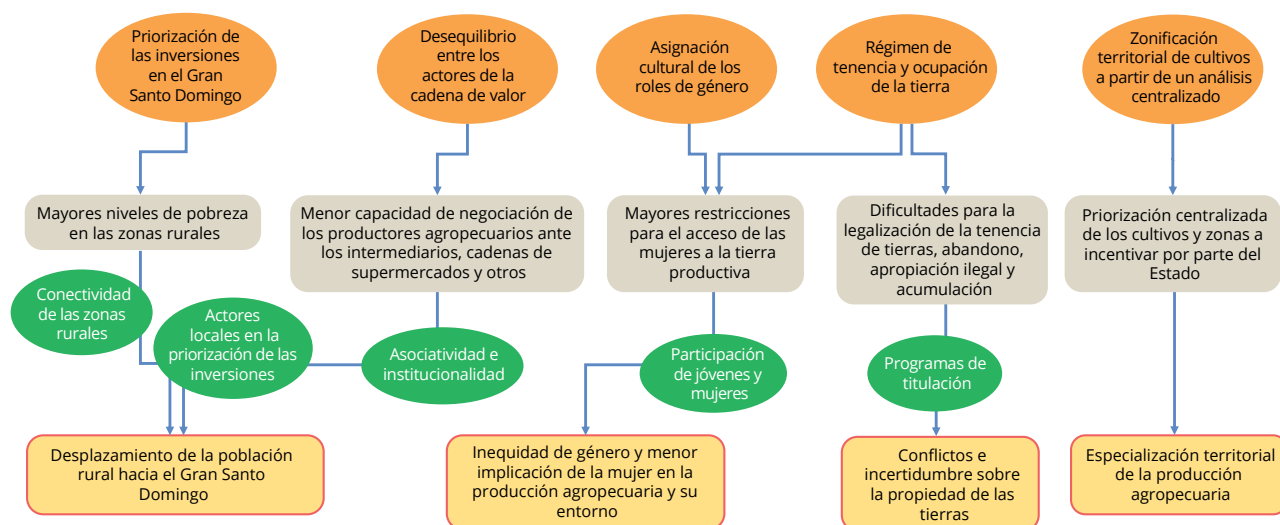 Priorización de
las inversiones
en el Gran
Santo Domingo
Desequilibrio
entre los
actores de la
cadena de valor
Asignación
cultural de los
roles de género
Régimen de
tenencia y ocupación
de la tierra
Zonificación
territorial de cultivos
a partir de un análisis
centralizado
Mayores niveles de pobreza
en las zonas rurales
Menor capacidad de negociación de
los productores agropecuarios ante
los intermediarios, cadenas de
supermercados y otros
Mayores restricciones
para el acceso de las
mujeres a la tierra
productiva
Dificultades para la
legalización de la tenencia
de tierras, abandono,
apropiación ilegal y
acumulación
Priorización centralizada
de los cultivos y zonas a
incentivar por parte del
Estado
Conectividad
de las zonas
rurales
Actores
locales en la
priorización de las
inversiones
Asociatividad e
institucionalidad
Participación
de jóvenes y
mujeres
Programas de
titulación
Desplazamiento de la población
rural hacia el Gran Santo
Domingo
Inequidad de género y menor
implicación de la mujer en la
producción agropecuaria y su
entorno
Conflictos e
incertidumbre sobre
la propiedad de las
tierras
Especialización territorial
de la producción
agropecuaria